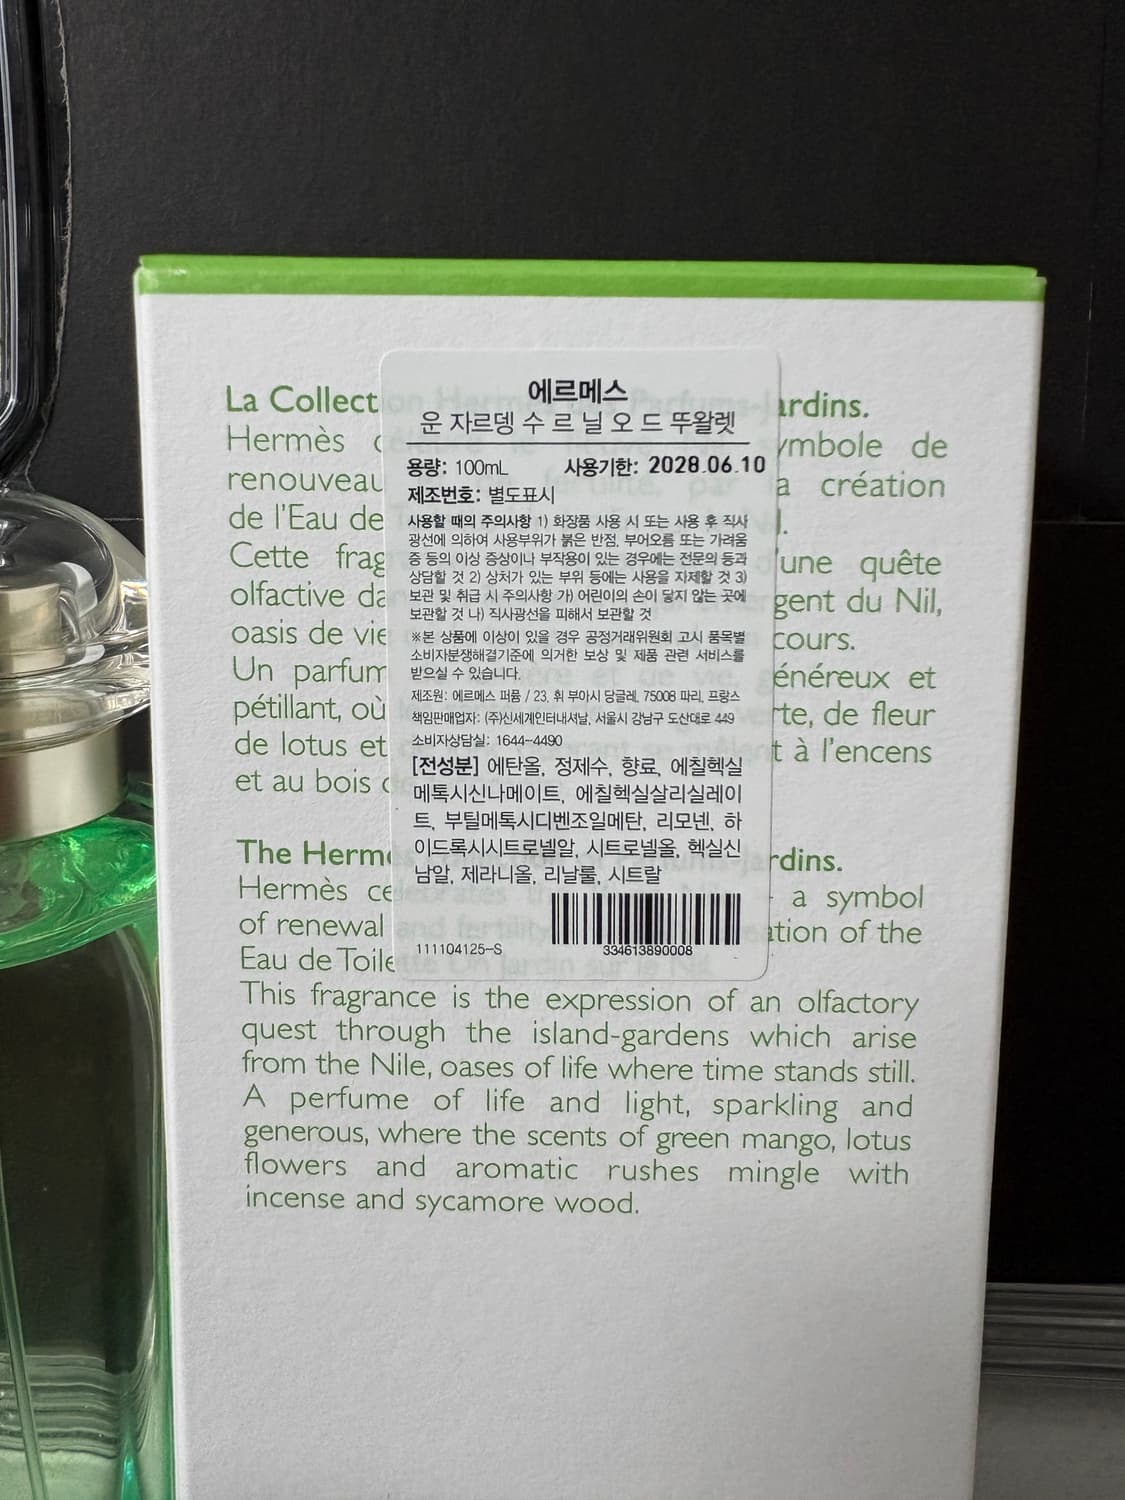 La Collect
ardins.
Hermès c
ymbole de
renouveau
a création
de l'Eau de
l.
Cette frag
'une quête
olfactive da
gent du Nil,
oasis de vie
cours.
Un parfum
énéreux et
pétillant, où
rte, de fleur
de lotus et
t à l'encens
et au bois d
에르메스
운 자르뎅 수 르 닐 오 드 뚜왈렛
용량: 100mL 사용기한: 2028.06.10
제조번호: 별도표시
사용할 때의 주의사항 1) 화장품 사용 시 또는 사용 후 직사
광선에 의하여 사용부위가 붉은 반점, 부어오름 또는 가려움
증 등의 이상 증상이나 부작용이 있는 경우에는 전문의 등과
상담할 것 2) 상처가 있는 부위 등에는 사용을 자제할 것 3)
보관 및 취급 시 주의사항 가) 어린이의 손이 닿지 않는 곳에
보관할 것 나) 직사광선을 피해서 보관할 것
※본 상품에 이상이 있을 경우 공정거래위원회 고시 품목별
소비자분쟁해결기준에 의거한 보상 및 제품 관련 서비스를
받으실 수 있습니다.
제조원: 에르메스 퍼퓸 / 23, 휘 부아시 당글레, 75008 파리, 프랑스
책임판매업자: (주)신세계인터내셔날, 서울시 강남구 도산대로 449
소비자상담실: 1644-4490
[전성분] 에탄올, 정제수, 향료, 에칠헥실
메톡시신나메이트, 에칠헥실살리실레이
트, 부틸메톡시디벤조일메탄, 리모넨, 하
이드록시시트로넬알, 시트로넬올, 헥실신
남알, 제라니올, 리날룰, 시트랄
111104125-S
334613890008
The Hermè
rdins.
Hermès ce
a symbol
of renewal
ation of the
Eau de Toile
This fragrance is the expression of an olfactory
quest through the island-gardens which arise
from the Nile, oases of life where time stands still.
A perfume of life and light, sparkling and
generous, where the scents of green mango, lotus
flowers and aromatic rushes mingle with
incense and sycamore wood.